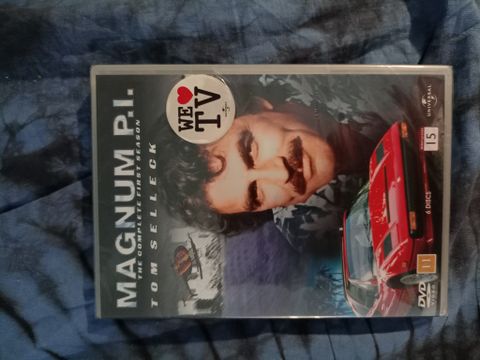 WE ♥
TV
MAGNUM P.I.
THE COMPLETE FIRST SEASON
TOM SELLECK
UNIVERSAL
15
6 DISCS
11
DVD